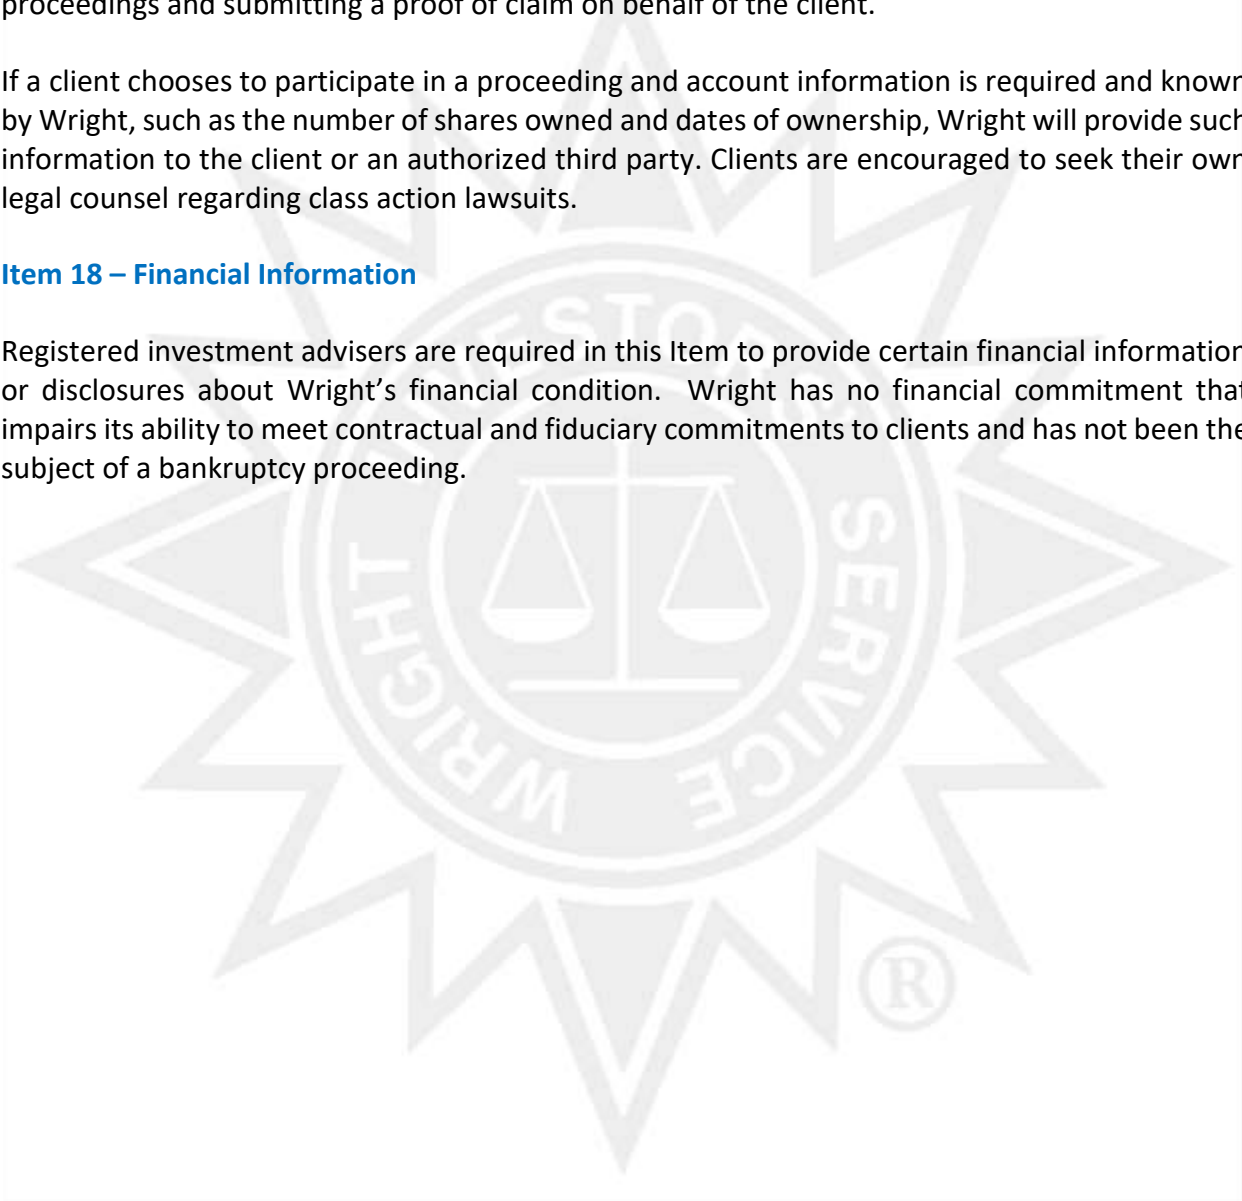 proceedings and submitting a proof of claim on behalf of the client.
If a client chooses to participate in a proceeding and account information is required and known
by Wright, such as the number of shares owned and dates of ownership, Wright will provide such
information to the client or an authorized third party. Clients are encouraged to seek their own
legal counsel regarding class action lawsuits.
Item 18 – Financial Information
Registered investment advisers are required in this Item to provide certain financial information
or disclosures about Wright’s financial condition.  Wright has no financial commitment that
impairs its ability to meet contractual and fiduciary commitments to clients and has not been the
subject of a bankruptcy proceeding.
WRIGHT INVESTORS SERVICE
®